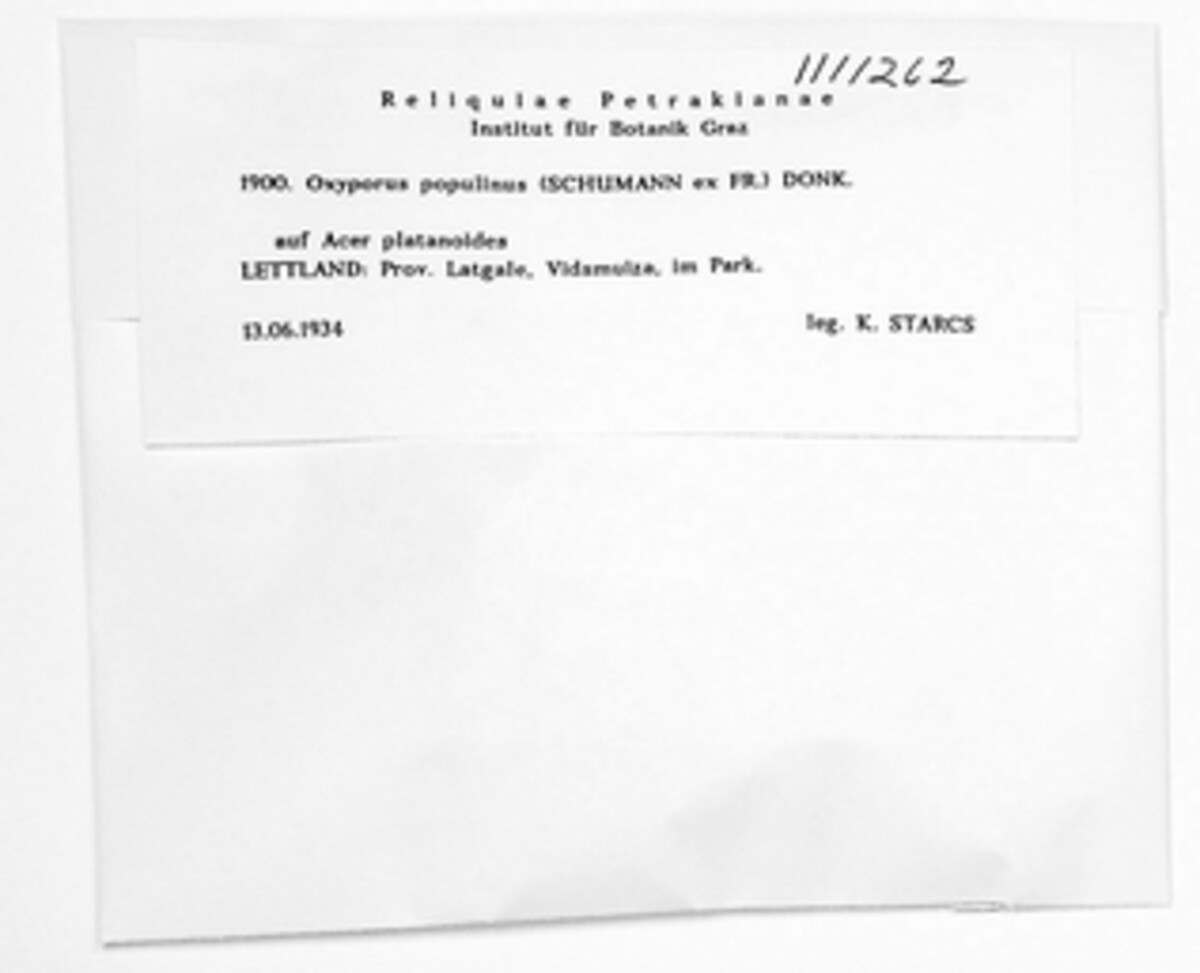 1111262
Reliquiae Petrakianae
Institut für Botanik Graz
1900. Oxyporus populinus (SCHUMANN ex FR.) DONK.
auf Acer platanoides
LETTLAND: Prov. Latgale, Vidsmuiza, im Park.
13.06.1934
leg. K. STARCS